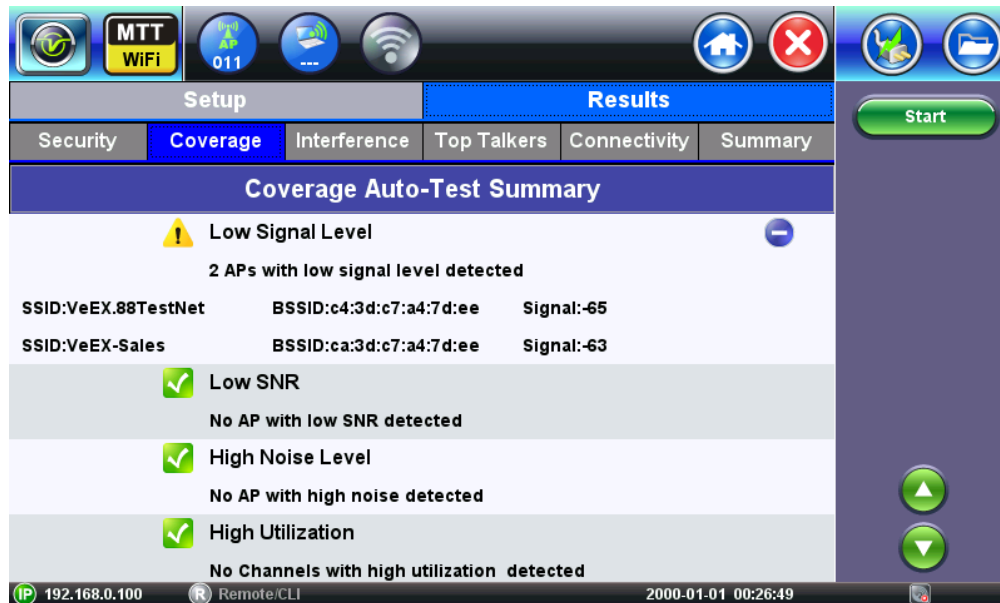 MTT
WiFi
AP
011
---
Setup
Results
Start
Security
Coverage
Interference
Top Talkers
Connectivity
Summary
Coverage Auto-Test Summary
Low Signal Level
2 APs with low signal level detected
SSID:VeEX.88TestNet BSSID:c4:3d:c7:a4:7d:ee Signal:-65
SSID:VeEX-Sales BSSID:ca:3d:c7:a4:7d:ee Signal:-63
Low SNR
No AP with low SNR detected
High Noise Level
No AP with high noise detected
High Utilization
No Channels with high utilization detected
IP 192.168.0.100 R Remote/CLI 2000-01-01 00:26:49